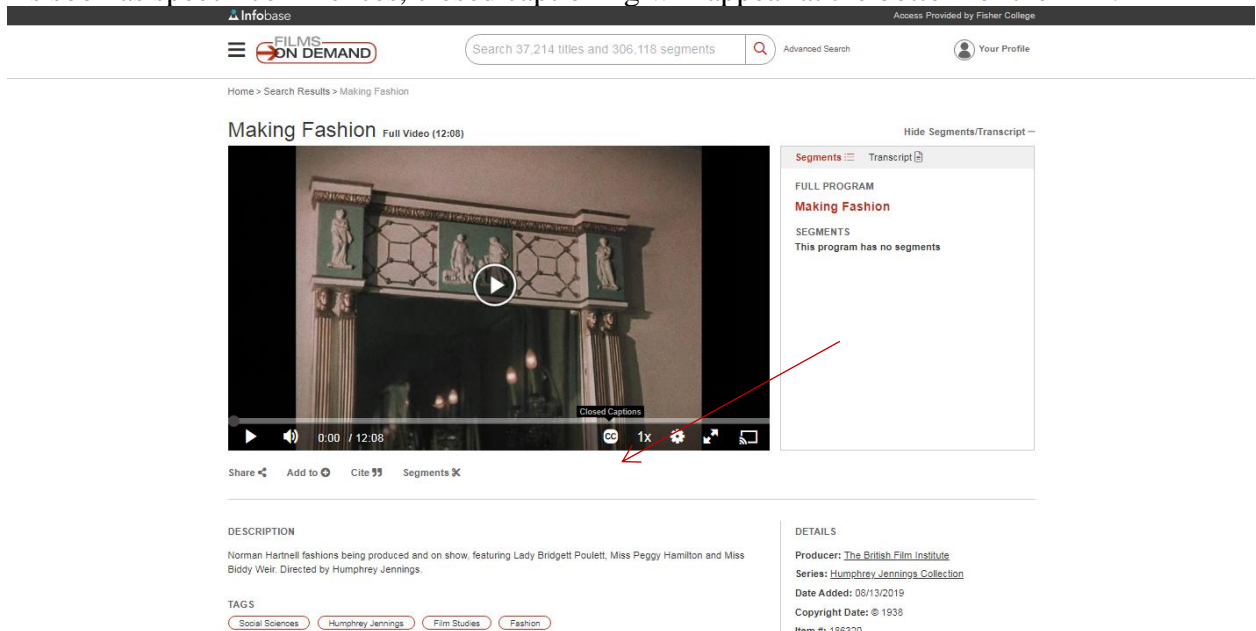 Infobase
Access Provided by Fisher College
FILMS
ON DEMAND
Search 37,214 titles and 306,118 segments
Advanced Search
Your Profile
Home > Search Results > Making Fashion
Making Fashion Full Video (12:08)
Hide Segments/Transcript −
Segments
Transcript
FULL PROGRAM
Making Fashion
SEGMENTS
This program has no segments
Closed Captions
0:00 / 12:08
CC
1x
Share
Add to
Cite
Segments
DESCRIPTION
Norman Hartnell fashions being produced and on show, featuring Lady Bridgett Poulett, Miss Peggy Hamilton and Miss
Biddy Weir. Directed by Humphrey Jennings.
TAGS
Social Sciences
Humphrey Jennings
Film Studies
Fashion
DETAILS
Producer: The British Film Institute
Series: Humphrey Jennings Collection
Date Added: 08/13/2019
Copyright Date: © 1938
Item #: 186320